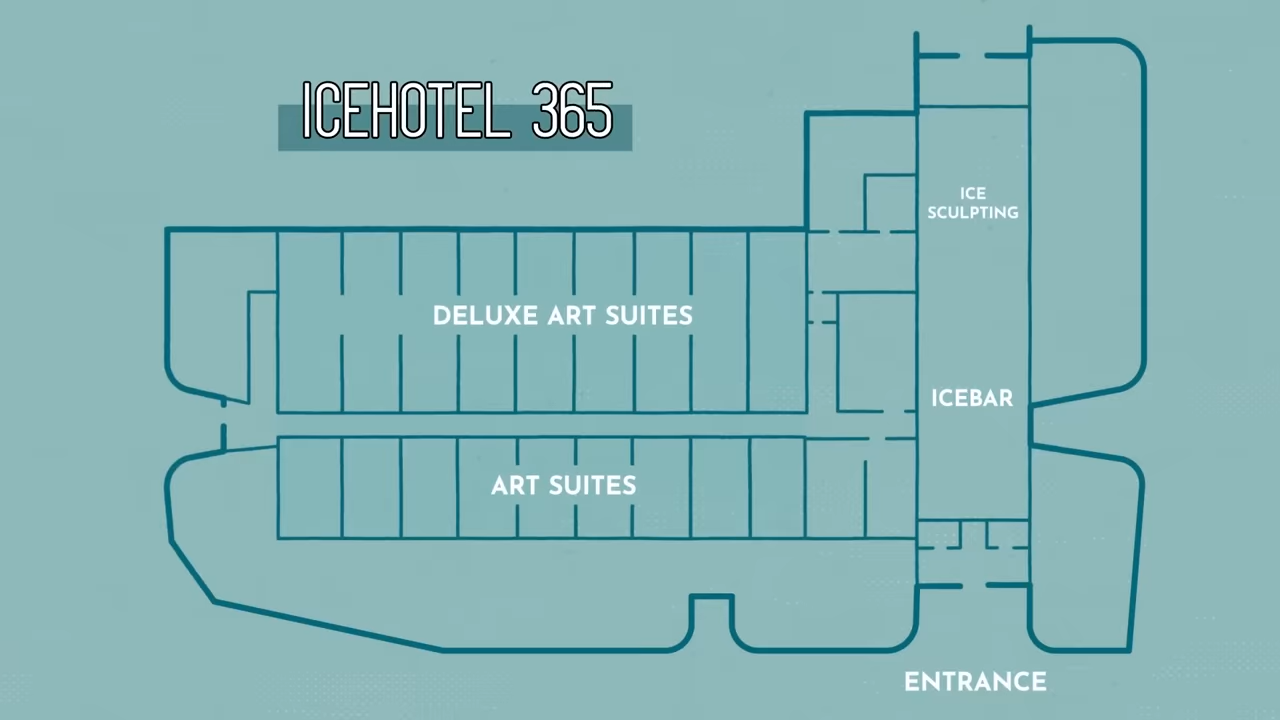 ICEHOTEL 365
ICE
SCULPTING
DELUXE ART SUITES
ICEBAR
ART SUITES
ENTRANCE